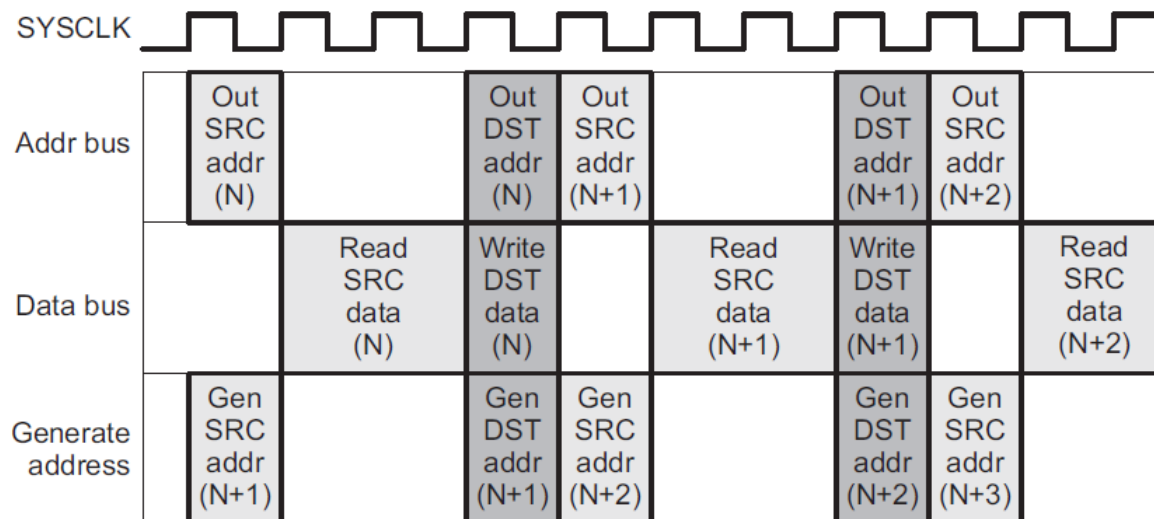 SYSCLK
Addr bus
Out
SRC
addr
(N)
Out
DST
addr
(N)
Out
SRC
addr
(N+1)
Out
DST
addr
(N+1)
Out
SRC
addr
(N+2)
Data bus
Read
SRC
data
(N)
Write
DST
data
(N)
Read
SRC
data
(N+1)
Write
DST
data
(N+1)
Read
SRC
data
(N+2)
Generate
address
Gen
SRC
addr
(N+1)
Gen
DST
addr
(N+1)
Gen
SRC
addr
(N+2)
Gen
DST
addr
(N+2)
Gen
SRC
addr
(N+3)